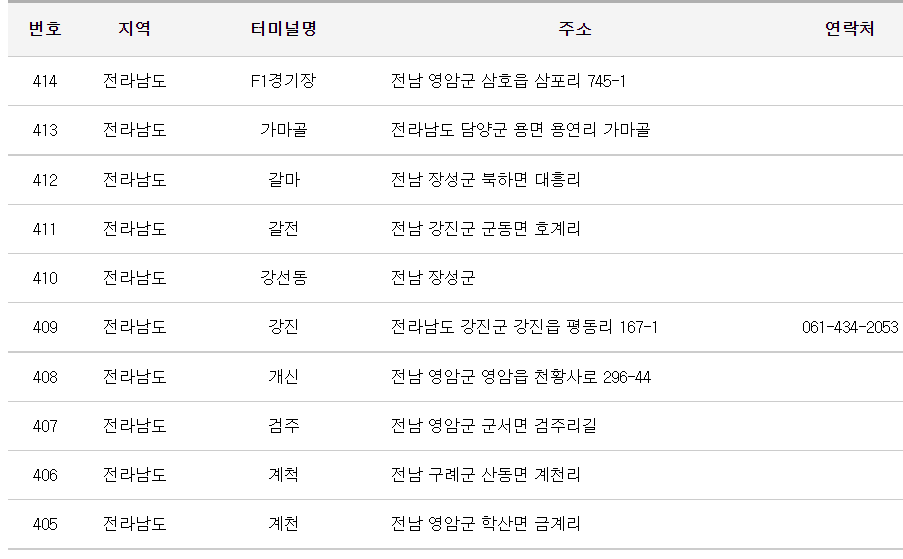 번호 지역 터미널명 주소 연락처
414 전라남도 F1경기장 전남 영암군 삼호읍 삼포리 745-1
413 전라남도 가마골 전라남도 담양군 용면 용연리 가마골
412 전라남도 갈마 전남 장성군 북하면 대흥리
411 전라남도 갈전 전남 강진군 군동면 호계리
410 전라남도 강선동 전남 장성군
409 전라남도 강진 전라남도 강진군 강진읍 평동리 167-1 061-434-2053
408 전라남도 개신 전남 영암군 영암읍 천황사로 296-44
407 전라남도 검주 전남 영암군 군서면 검주리길
406 전라남도 계척 전남 구례군 산동면 계천리
405 전라남도 계천 전남 영암군 학산면 금계리